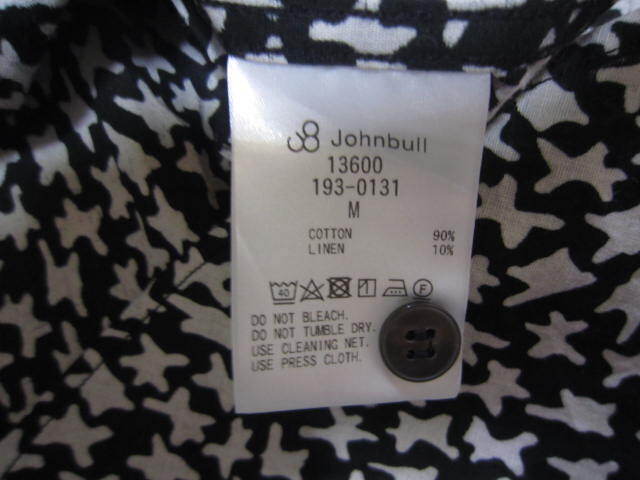 Johnbull
13600
193-0131
M
COTTON 90%
LINEN 10%
40 F
DO NOT BLEACH.
DO NOT TUMBLE DRY.
USE CLEANING NET.
USE PRESS CLOTH.